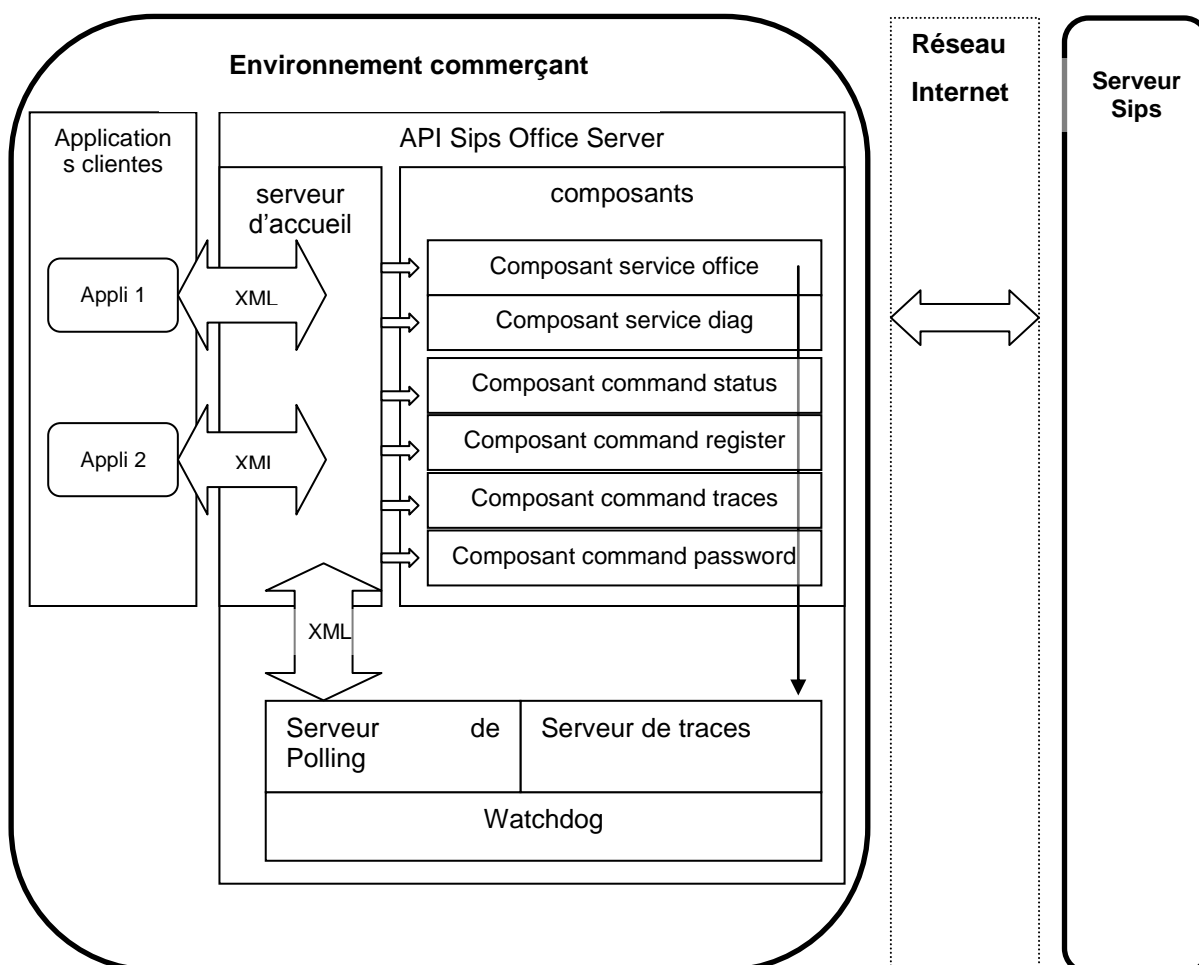 Environnement commerçant
Réseau
Internet
Serveur
Sips
Application
s clientes
API Sips Office Server
serveur
d'accueil
composants
Appli 1
XML
Composant service office
Composant service diag
Composant command status
Appli 2
XMI
Composant command register
Composant command traces
Composant command password
XML
Serveur de
Polling
Serveur de traces
Watchdog